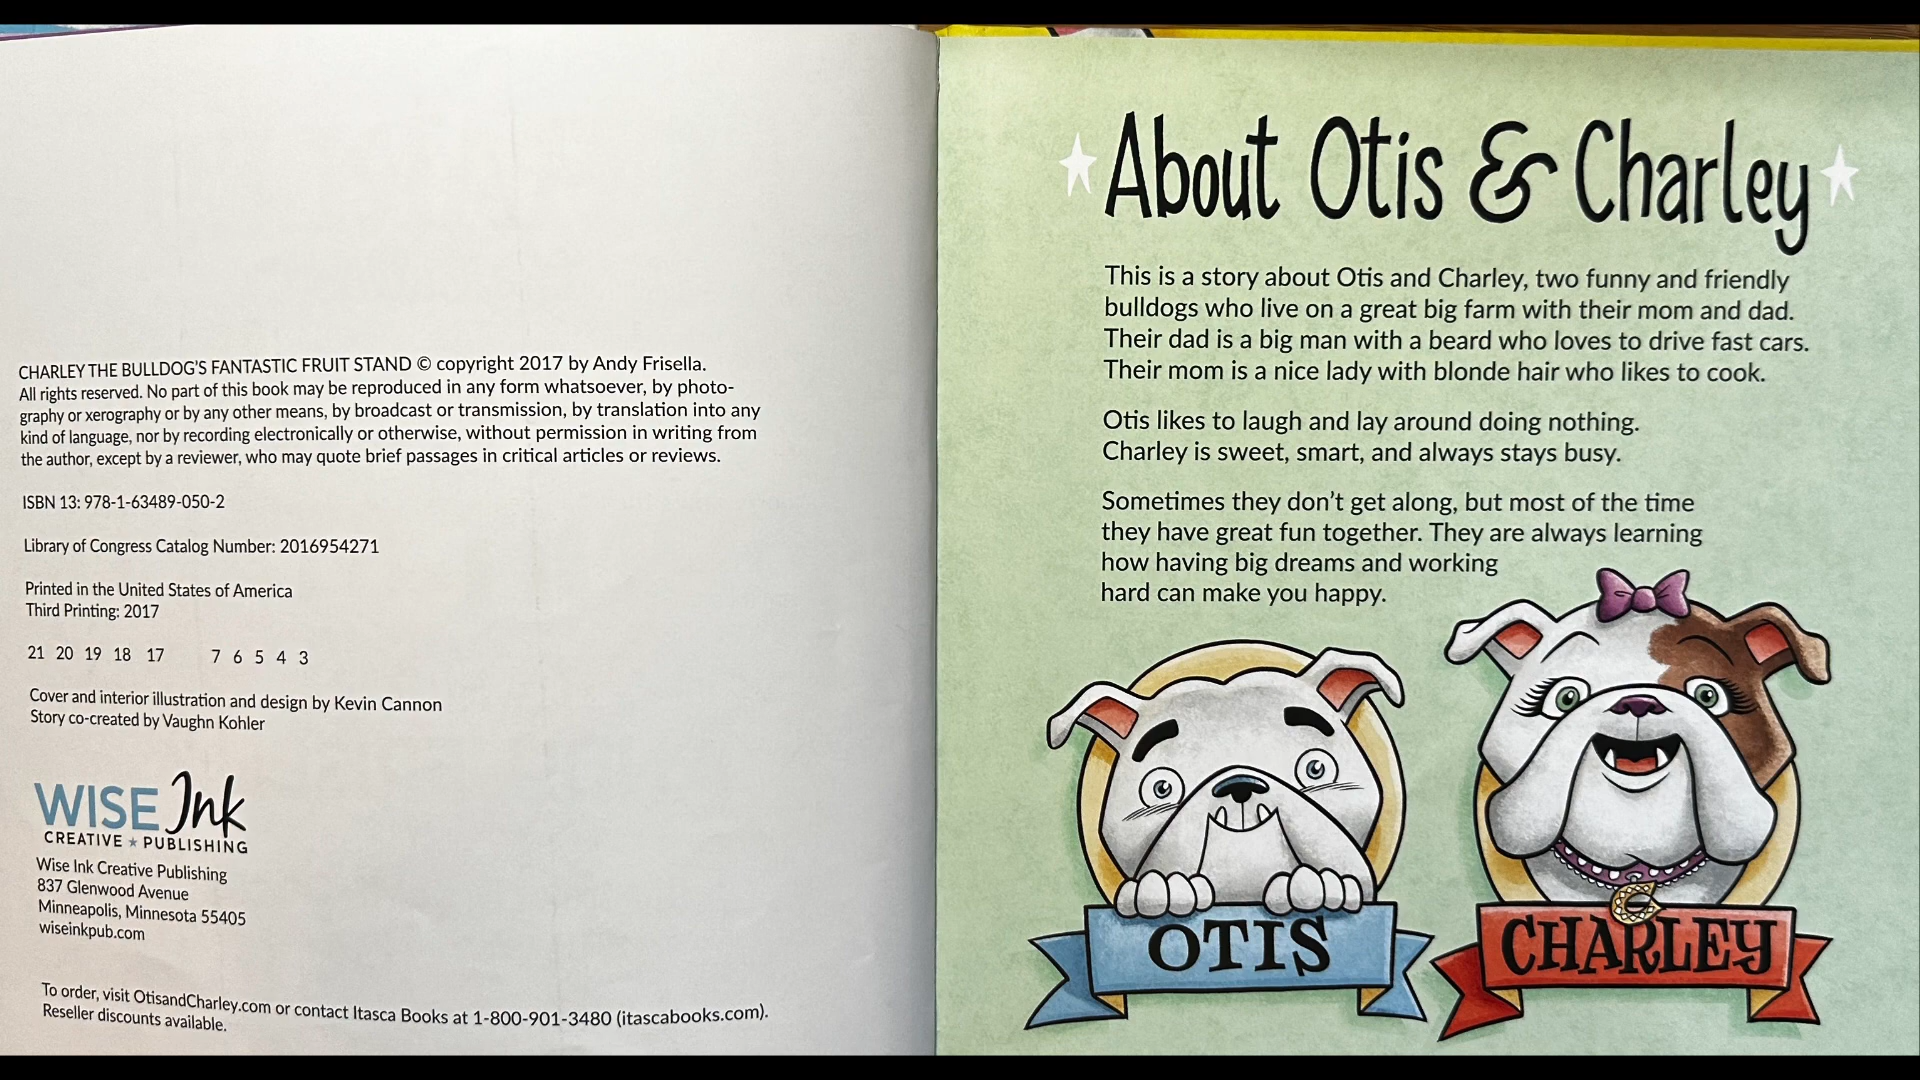 CHARLEY THE BULLDOG'S FANTASTIC FRUIT STAND © copyright 2017 by Andy Frisella.
All rights reserved. No part of this book may be reproduced in any form whatsoever, by photo-
graphy or xerography or by any other means, by broadcast or transmission, by translation into any
kind of language, nor by recording electronically or otherwise, without permission in writing from
the author, except by a reviewer, who may quote brief passages in critical articles or reviews.
ISBN 13: 978-1-63489-050-2
Library of Congress Catalog Number: 2016954271
Printed in the United States of America
Third Printing: 2017
21 20 19 18 17 7 6 5 4 3
Cover and interior illustration and design by Kevin Cannon
Story co-created by Vaughn Kohler
WISE Ink
CREATIVE ★ PUBLISHING
Wise Ink Creative Publishing
837 Glenwood Avenue
Minneapolis, Minnesota 55405
wiseinkpub.com
To order, visit OtisandCharley.com or contact Itasca Books at 1-800-901-3480 (itascabooks.com).
Reseller discounts available.
About Otis & Charley
This is a story about Otis and Charley, two funny and friendly
bulldogs who live on a great big farm with their mom and dad.
Their dad is a big man with a beard who loves to drive fast cars.
Their mom is a nice lady with blonde hair who likes to cook.
Otis likes to laugh and lay around doing nothing.
Charley is sweet, smart, and always stays busy.
Sometimes they don't get along, but most of the time
they have great fun together. They are always learning
how having big dreams and working
hard can make you happy.
C
OTIS
CHARLEY